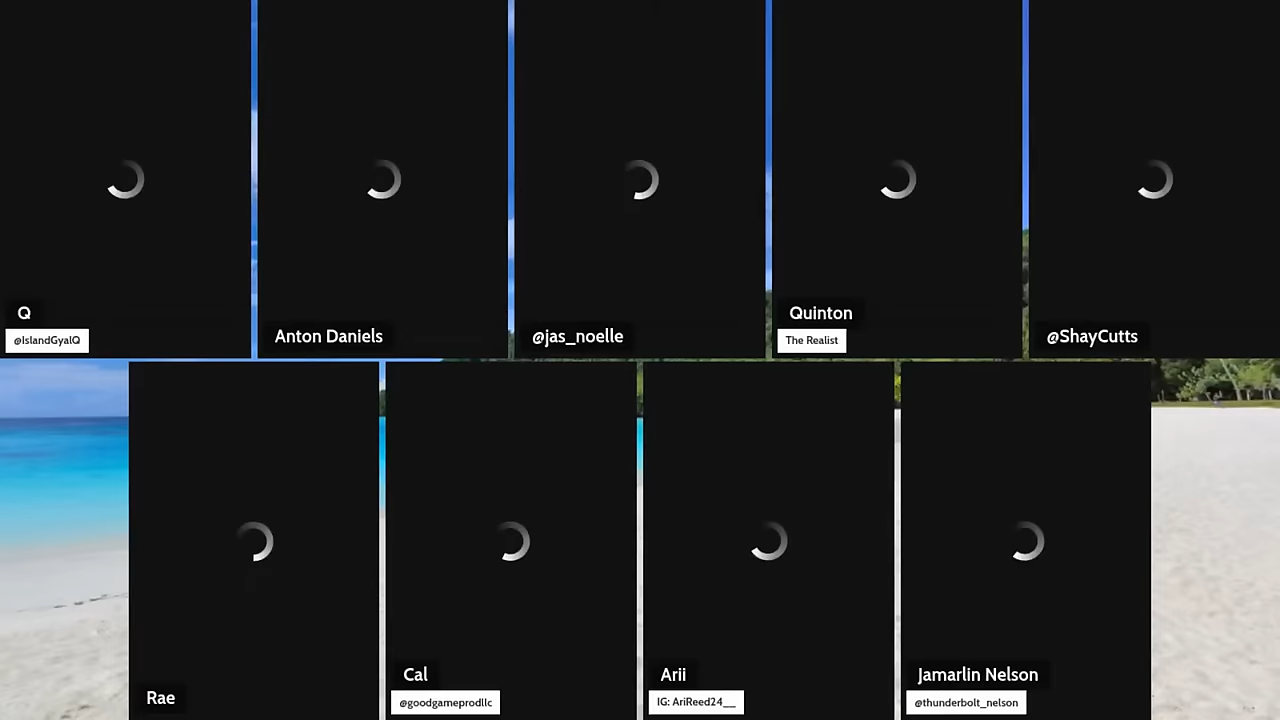 Q
@IslandGyalQ
Anton Daniels
@jas_noelle
Quinton
The Realist
@ShayCutts
Rae
Cal
@goodgameprodllc
Arii
IG: AriReed24__
Jamarlin Nelson
@thunderbolt_nelson